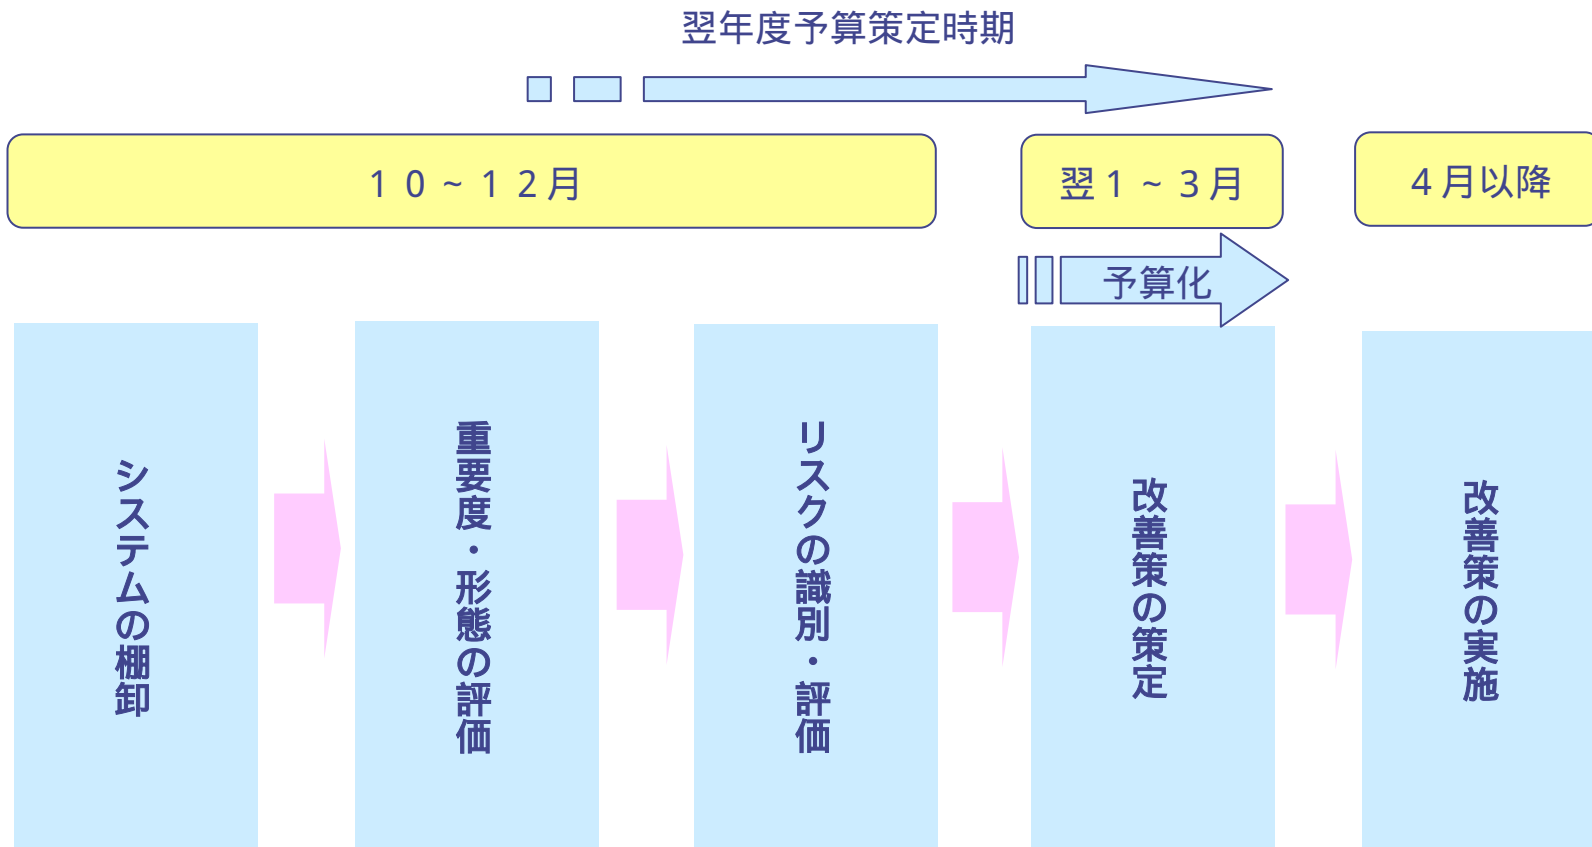 翌年度予算策定時期
１０~１２月
翌１~３月
４月以降
予算化
システムの棚卸
重要度・形態の評価
リスクの識別・評価
改善策の策定
改善策の実施